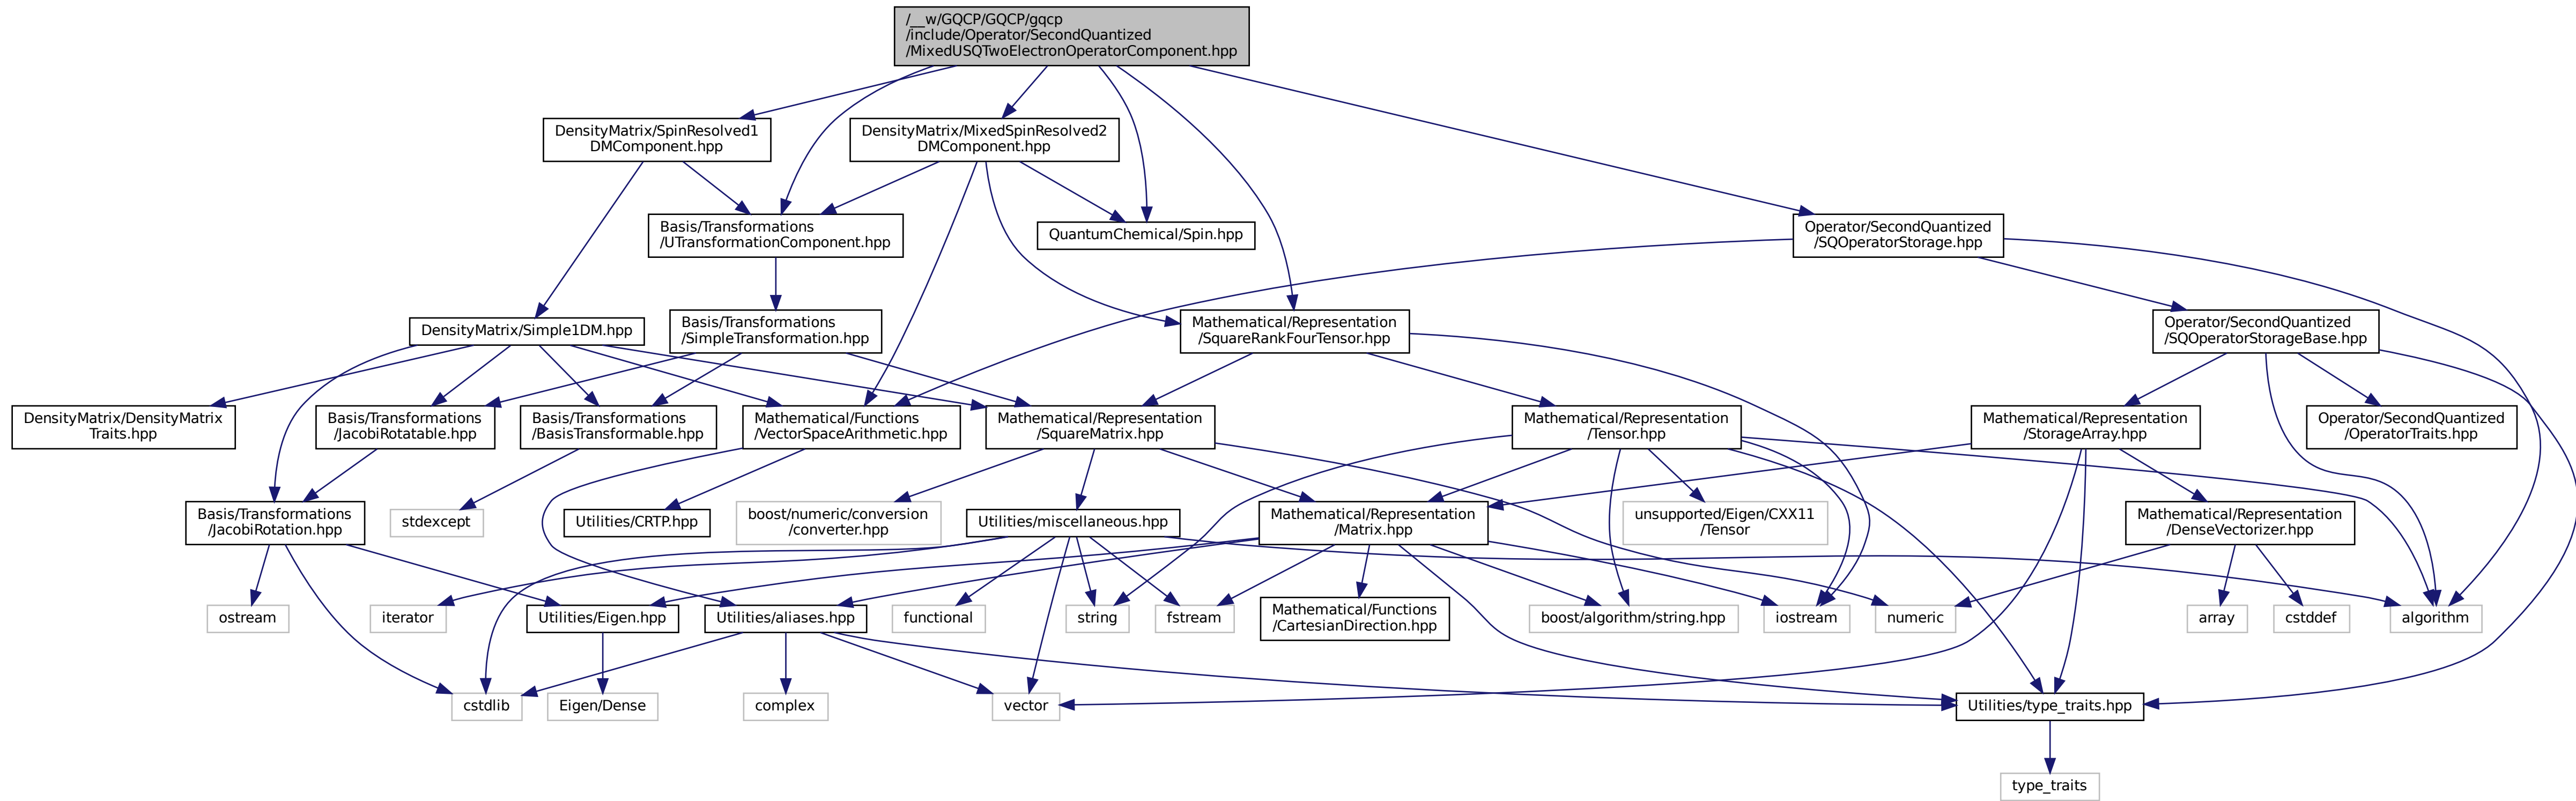 /__w/GQCP/GQCP/gqcp
/include/Operator/SecondQuantized
/MixedUSQTwoElectronOperatorComponent.hpp
DensityMatrix/SpinResolved1
DMComponent.hpp
DensityMatrix/MixedSpinResolved2
DMComponent.hpp
Basis/Transformations
/UTransformationComponent.hpp
QuantumChemical/Spin.hpp
Operator/SecondQuantized
/SQOperatorStorage.hpp
DensityMatrix/Simple1DM.hpp
Basis/Transformations
/SimpleTransformation.hpp
Mathematical/Representation
/SquareRankFourTensor.hpp
Operator/SecondQuantized
/SQOperatorStorageBase.hpp
DensityMatrix/DensityMatrix
Traits.hpp
Basis/Transformations
/JacobiRotatable.hpp
Basis/Transformations
/BasisTransformable.hpp
Mathematical/Functions
/VectorSpaceArithmetic.hpp
Mathematical/Representation
/SquareMatrix.hpp
Mathematical/Representation
/Tensor.hpp
Mathematical/Representation
/StorageArray.hpp
Operator/SecondQuantized
/OperatorTraits.hpp
Basis/Transformations
/JacobiRotation.hpp
stdexcept
Utilities/CRTP.hpp
boost/numeric/conversion
/converter.hpp
Utilities/miscellaneous.hpp
Mathematical/Representation
/Matrix.hpp
unsupported/Eigen/CXX11
/Tensor
Mathematical/Representation
/DenseVectorizer.hpp
ostream
iterator
Utilities/Eigen.hpp
Utilities/aliases.hpp
functional
string
fstream
Mathematical/Functions
/CartesianDirection.hpp
boost/algorithm/string.hpp
iostream
numeric
array
cstddef
algorithm
cstdlib
Eigen/Dense
complex
vector
Utilities/type_traits.hpp
type_traits